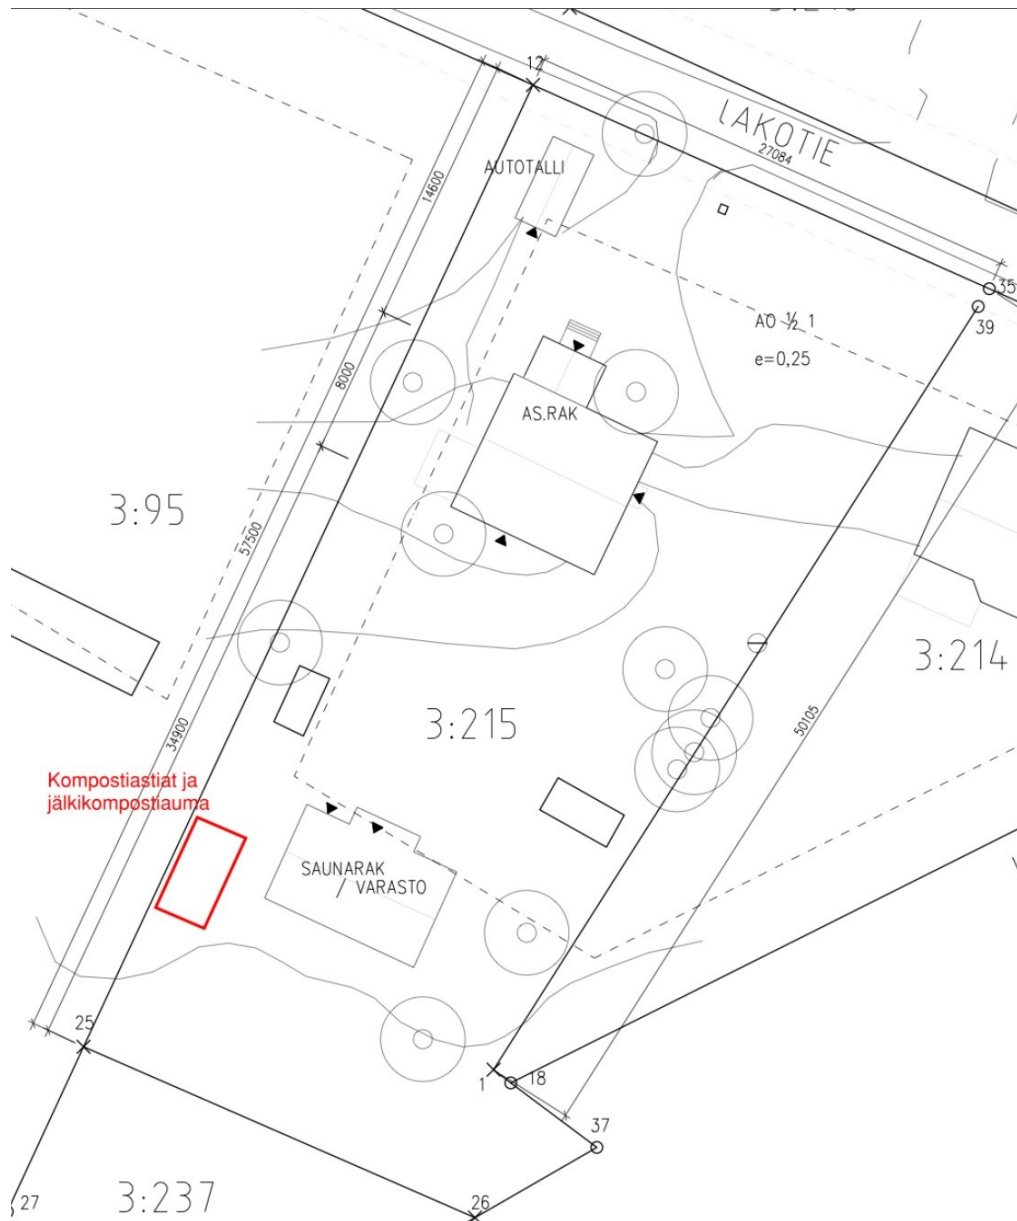 12
LAKOTIE
27084
AUTOTALLI
14600
35
39
AO ½ 1
e=0,25
8000
AS.RAK
3:95
57500
3:214
3:215
50105
34900
Kompostiastiat ja
jälkikompostiauma
SAUNARAK
/ VARASTO
25
1
18
37
27
3:237
26